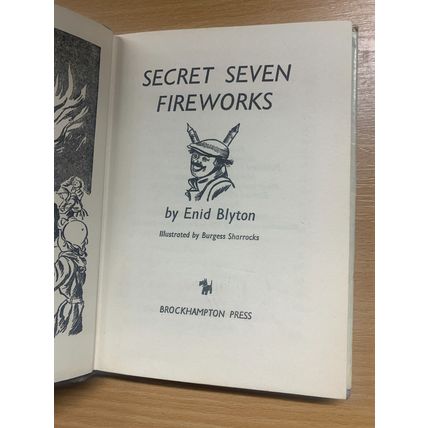 SECRET SEVEN
FIREWORKS
by Enid Blyton
Illustrated by Burgess Sharrocks
BROCKHAMPTON PRESS